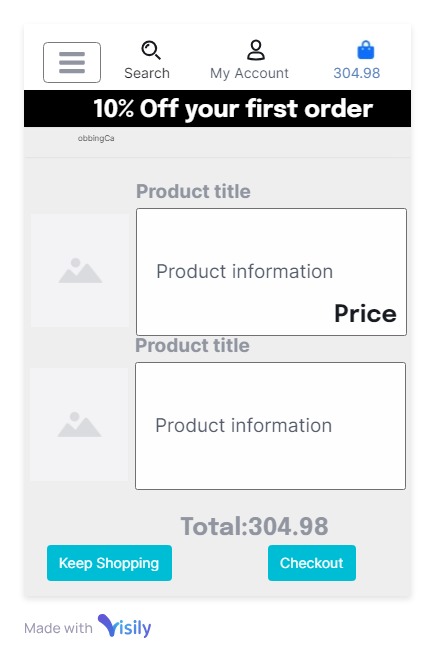 Search My Account 304.98
10% Off your first order
obbingCa
Product title
Product information
Price
Product title
Product information
Total:304.98
Keep Shopping Checkout
Made with Visily